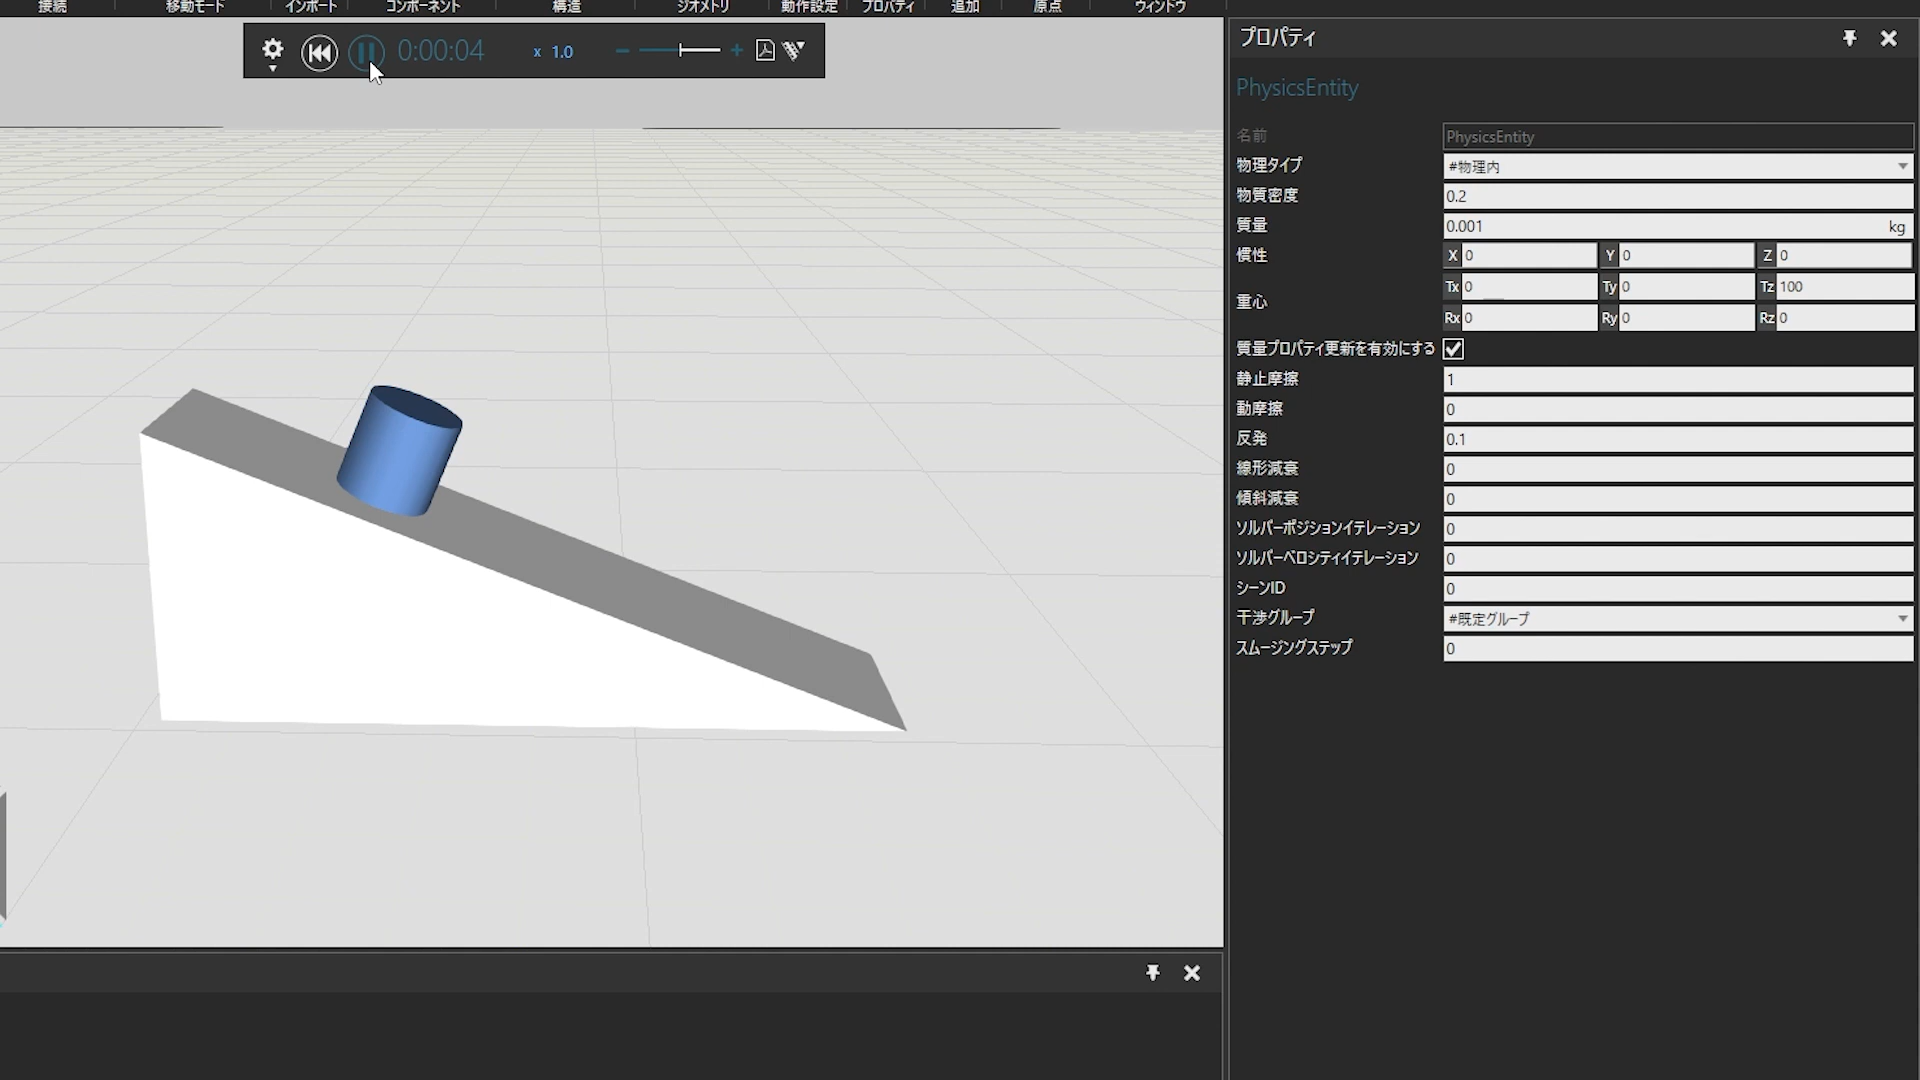 接続 移動モード インポート コンポーネント 構造 ジオメトリ 動作設定 プロパティ 追加 原点 ウィンドウ
0:00:04 x 1.0
プロパティ
PhysicsEntity
名前 PhysicsEntity
物理タイプ #物理内
物質密度 0.2
質量 0.001 kg
慣性 X 0 Y 0 Z 0
重心 Tx 0 Ty 0 Tz 100
Rx 0 Ry 0 Rz 0
質量プロパティ更新を有効にする
静止摩擦 1
動摩擦 0
反発 0.1
線形減衰 0
傾斜減衰 0
ソルバーポジションイテレーション 0
ソルバーベロシティイテレーション 0
シーンID 0
干渉グループ #既定グループ
スムージングステップ 0